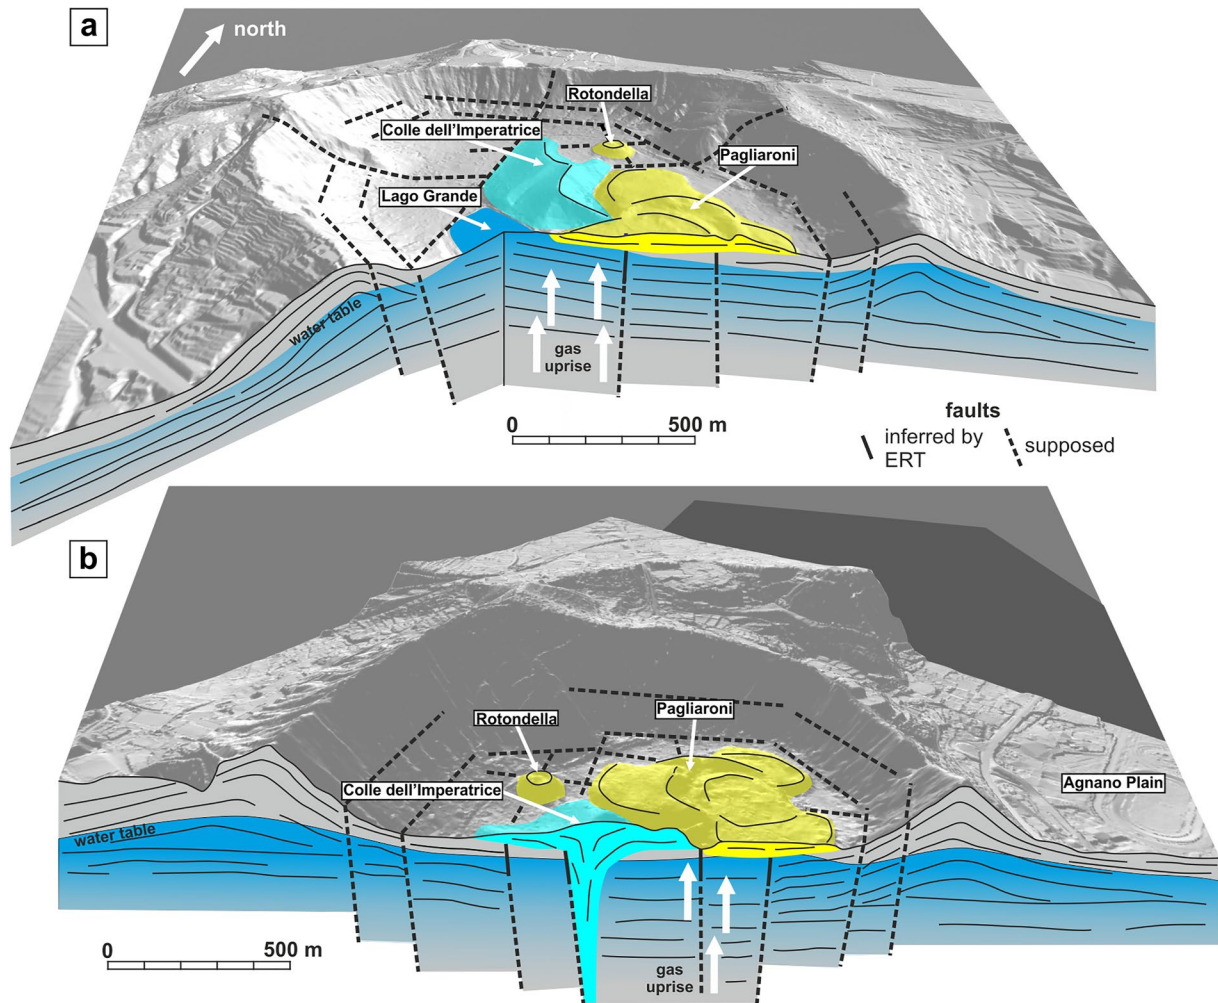 a
north
Rotondella
Colle dell'Imperatrice
Pagliaroni
Lago Grande
water table
gas
uprise
0 500 m
faults
inferred by
ERT
supposed
b
Pagliaroni
Rotondella
Colle dell'Imperatrice
Agnano Plain
water table
0 500 m
gas
uprise